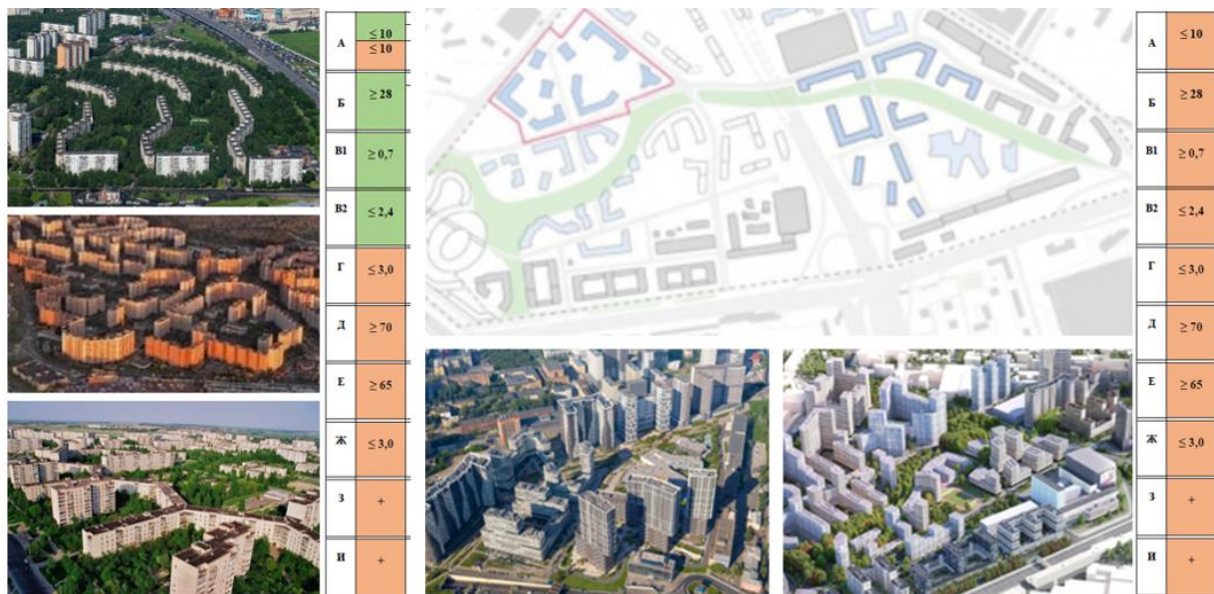 А ≤ 10
≤ 10
Б ≥ 28
В1 ≥ 0,7
В2 ≤ 2,4
Г ≤ 3,0
Д ≥ 70
Е ≥ 65
Ж ≤ 3,0
З +
И +
А ≤ 10
Б ≥ 28
В1 ≥ 0,7
В2 ≤ 2,4
Г ≤ 3,0
Д ≥ 70
Е ≥ 65
Ж ≤ 3,0
З +
И +